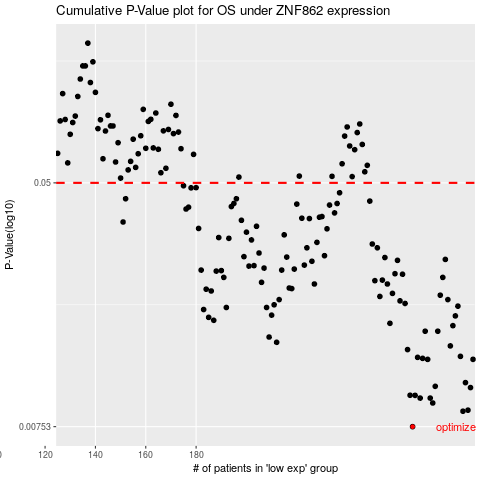 Cumulative P-Value plot for OS under ZNF862 expression
P-Value(log10)
0.05
0.00753
optimize
0 120 140 160 180
# of patients in 'low exp' group